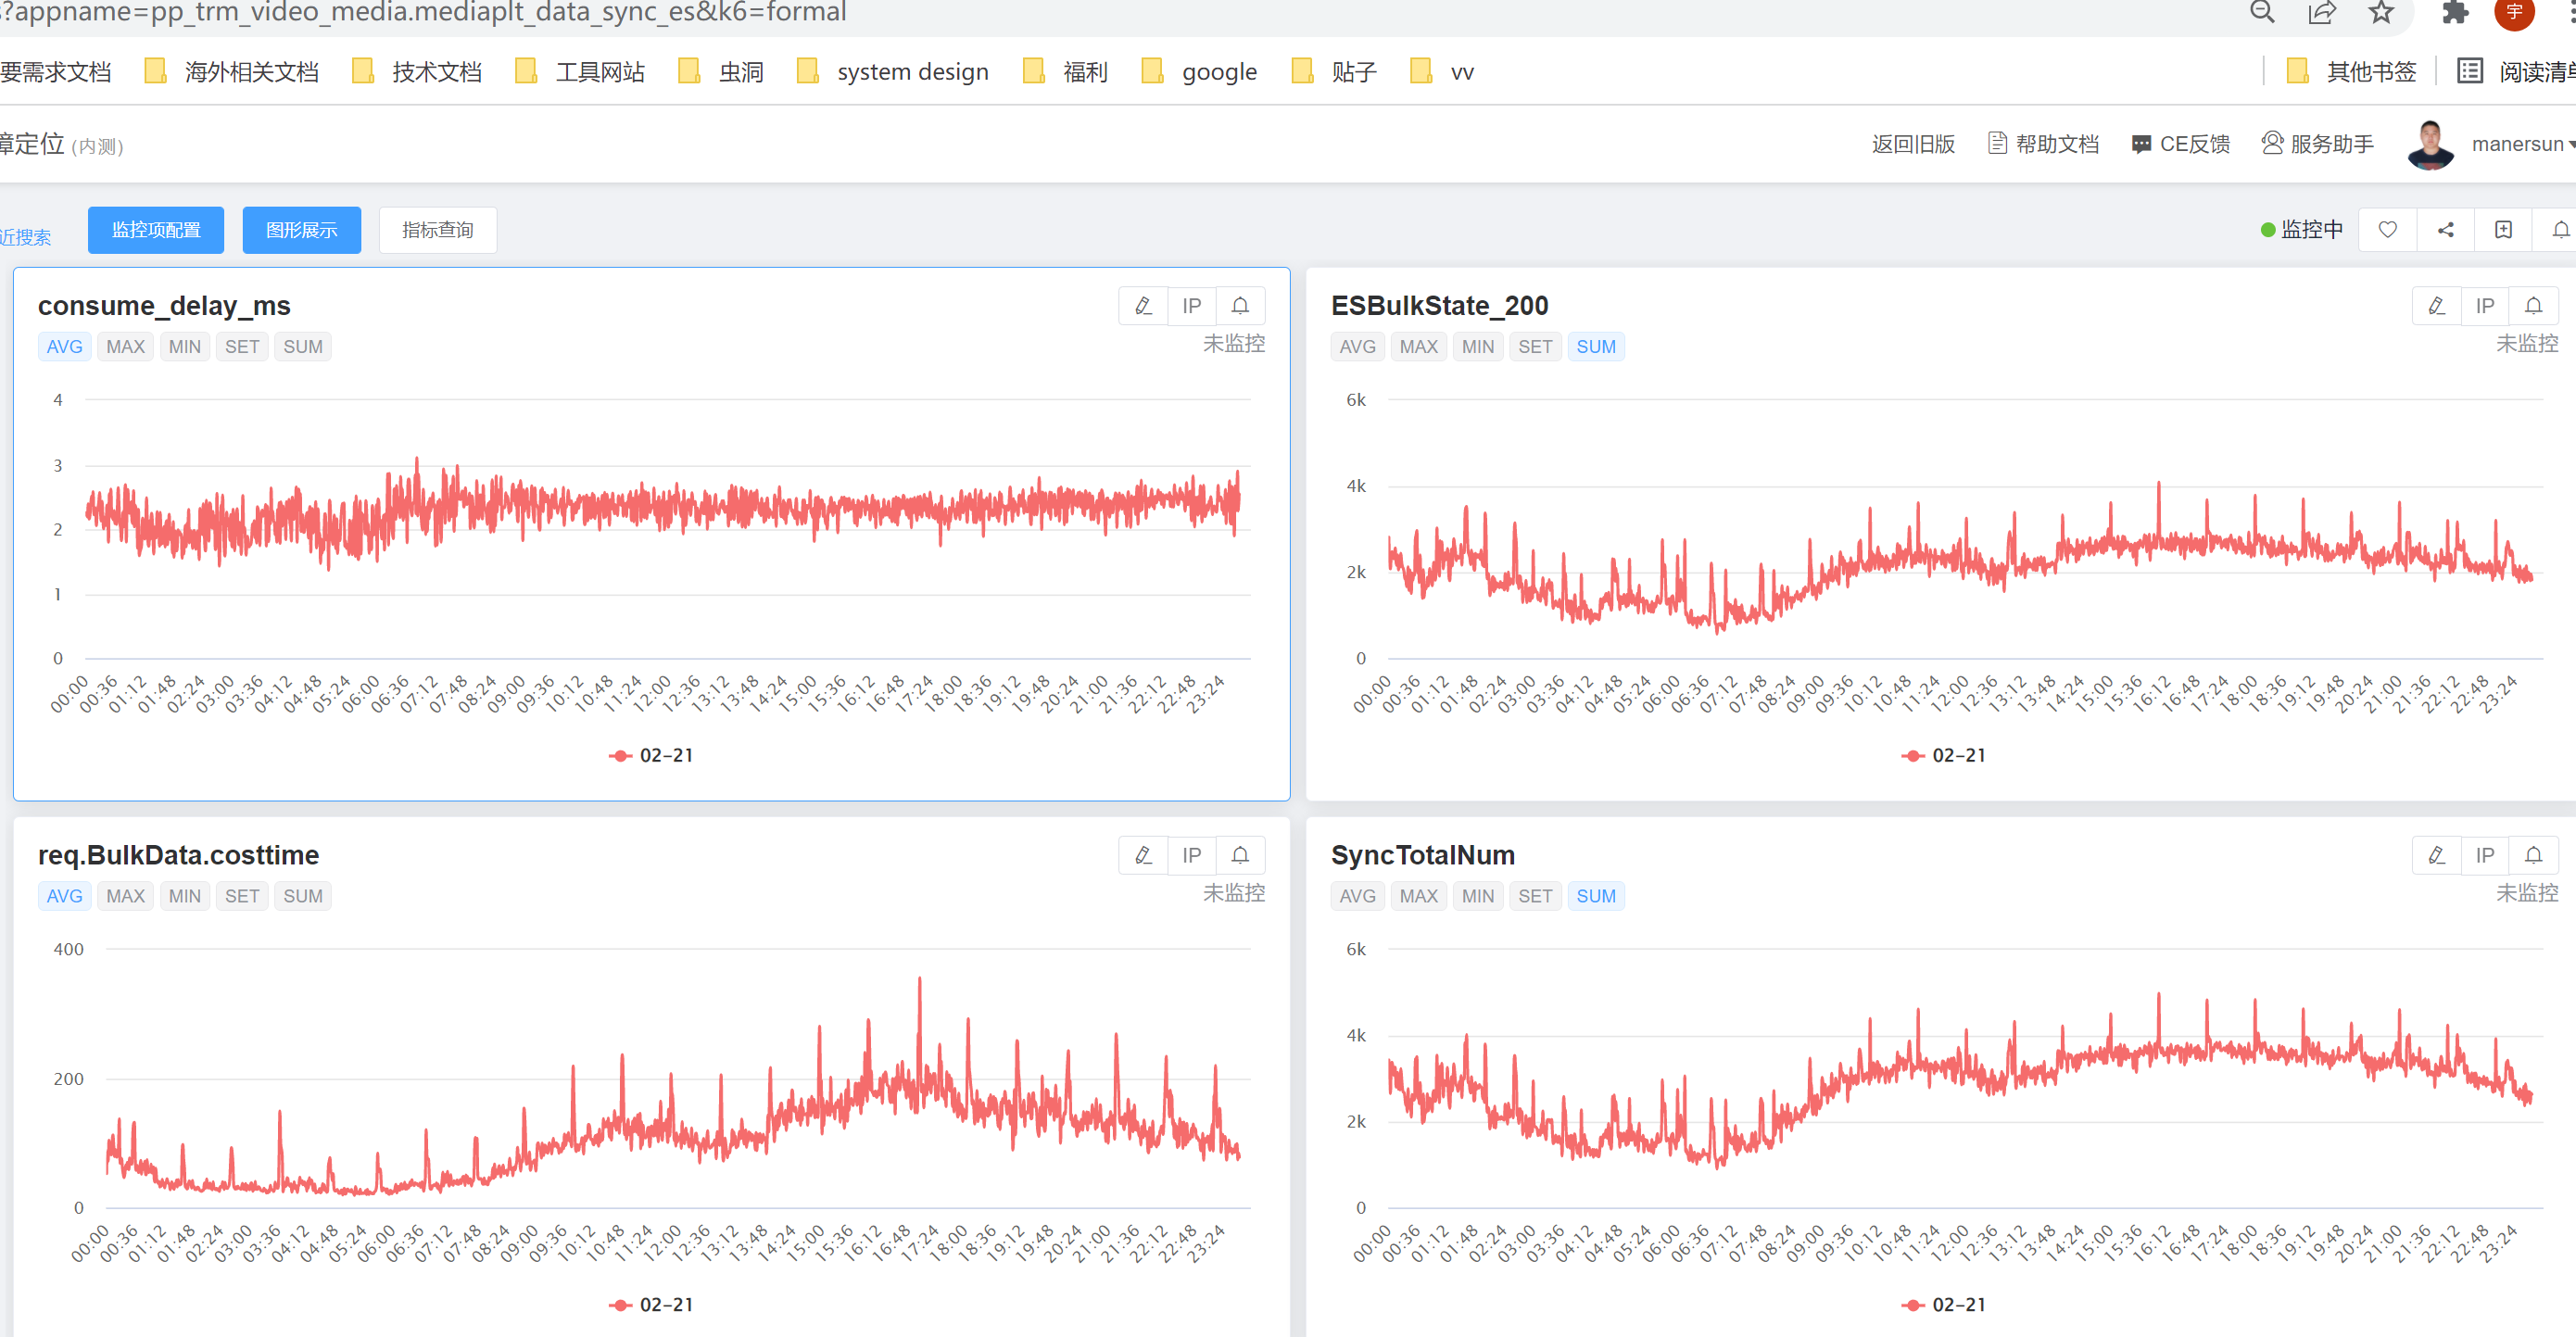 ?appname=pp_trm_video_media.mediaplt_data_sync_es&k6=formal
宇
要需求文档 海外相关文档 技术文档 工具网站 虫洞 system design 福利 google 贴子 vv 其他书签 阅读清单
障定位 (内测) 返回旧版 帮助文档 CE反馈 服务助手 manersun
近搜索 监控项配置 图形展示 指标查询 监控中
consume_delay_ms IP
AVG MAX MIN SET SUM 未监控
4
3
2
1
0
00:00 00:36 01:12 01:48 02:24 03:00 03:36 04:12 04:48 05:24 06:00 06:36 07:12 07:48 08:24 09:00 09:36 10:12 10:48 11:24 12:00 12:36 13:12 13:48 14:24 15:00 15:36 16:12 16:48 17:24 18:00 18:36 19:12 19:48 20:24 21:00 21:36 22:12 22:48 23:24
02-21
ESBulkState_200 IP
AVG MAX MIN SET SUM 未监控
6k
4k
2k
0
00:00 00:36 01:12 01:48 02:24 03:00 03:36 04:12 04:48 05:24 06:00 06:36 07:12 07:48 08:24 09:00 09:36 10:12 10:48 11:24 12:00 12:36 13:12 13:48 14:24 15:00 15:36 16:12 16:48 17:24 18:00 18:36 19:12 19:48 20:24 21:00 21:36 22:12 22:48 23:24
02-21
req.BulkData.costtime IP
AVG MAX MIN SET SUM 未监控
400
200
0
00:00 00:36 01:12 01:48 02:24 03:00 03:36 04:12 04:48 05:24 06:00 06:36 07:12 07:48 08:24 09:00 09:36 10:12 10:48 11:24 12:00 12:36 13:12 13:48 14:24 15:00 15:36 16:12 16:48 17:24 18:00 18:36 19:12 19:48 20:24 21:00 21:36 22:12 22:48 23:24
02-21
SyncTotalNum IP
AVG MAX MIN SET SUM 未监控
6k
4k
2k
0
00:00 00:36 01:12 01:48 02:24 03:00 03:36 04:12 04:48 05:24 06:00 06:36 07:12 07:48 08:24 09:00 09:36 10:12 10:48 11:24 12:00 12:36 13:12 13:48 14:24 15:00 15:36 16:12 16:48 17:24 18:00 18:36 19:12 19:48 20:24 21:00 21:36 22:12 22:48 23:24
02-21